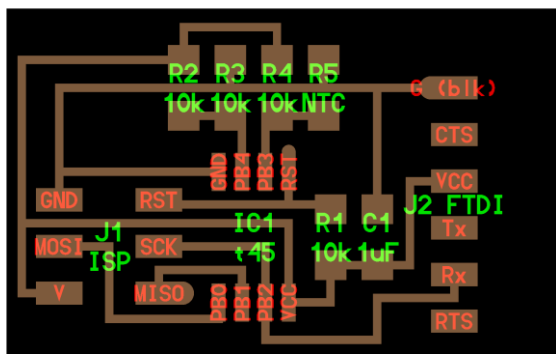 R2 R3 R4 R5
10k 10k 10k NTC
G (blk)
CTS
GND PB4 PB3 RST
VCC
J2 FTDI
GND RST
IC1 R1 C1
t45 10k 1uF
Tx
MOSI J1 SCK
ISP
Rx
V MISO
PB0 PB1 PB2 VCC
RTS